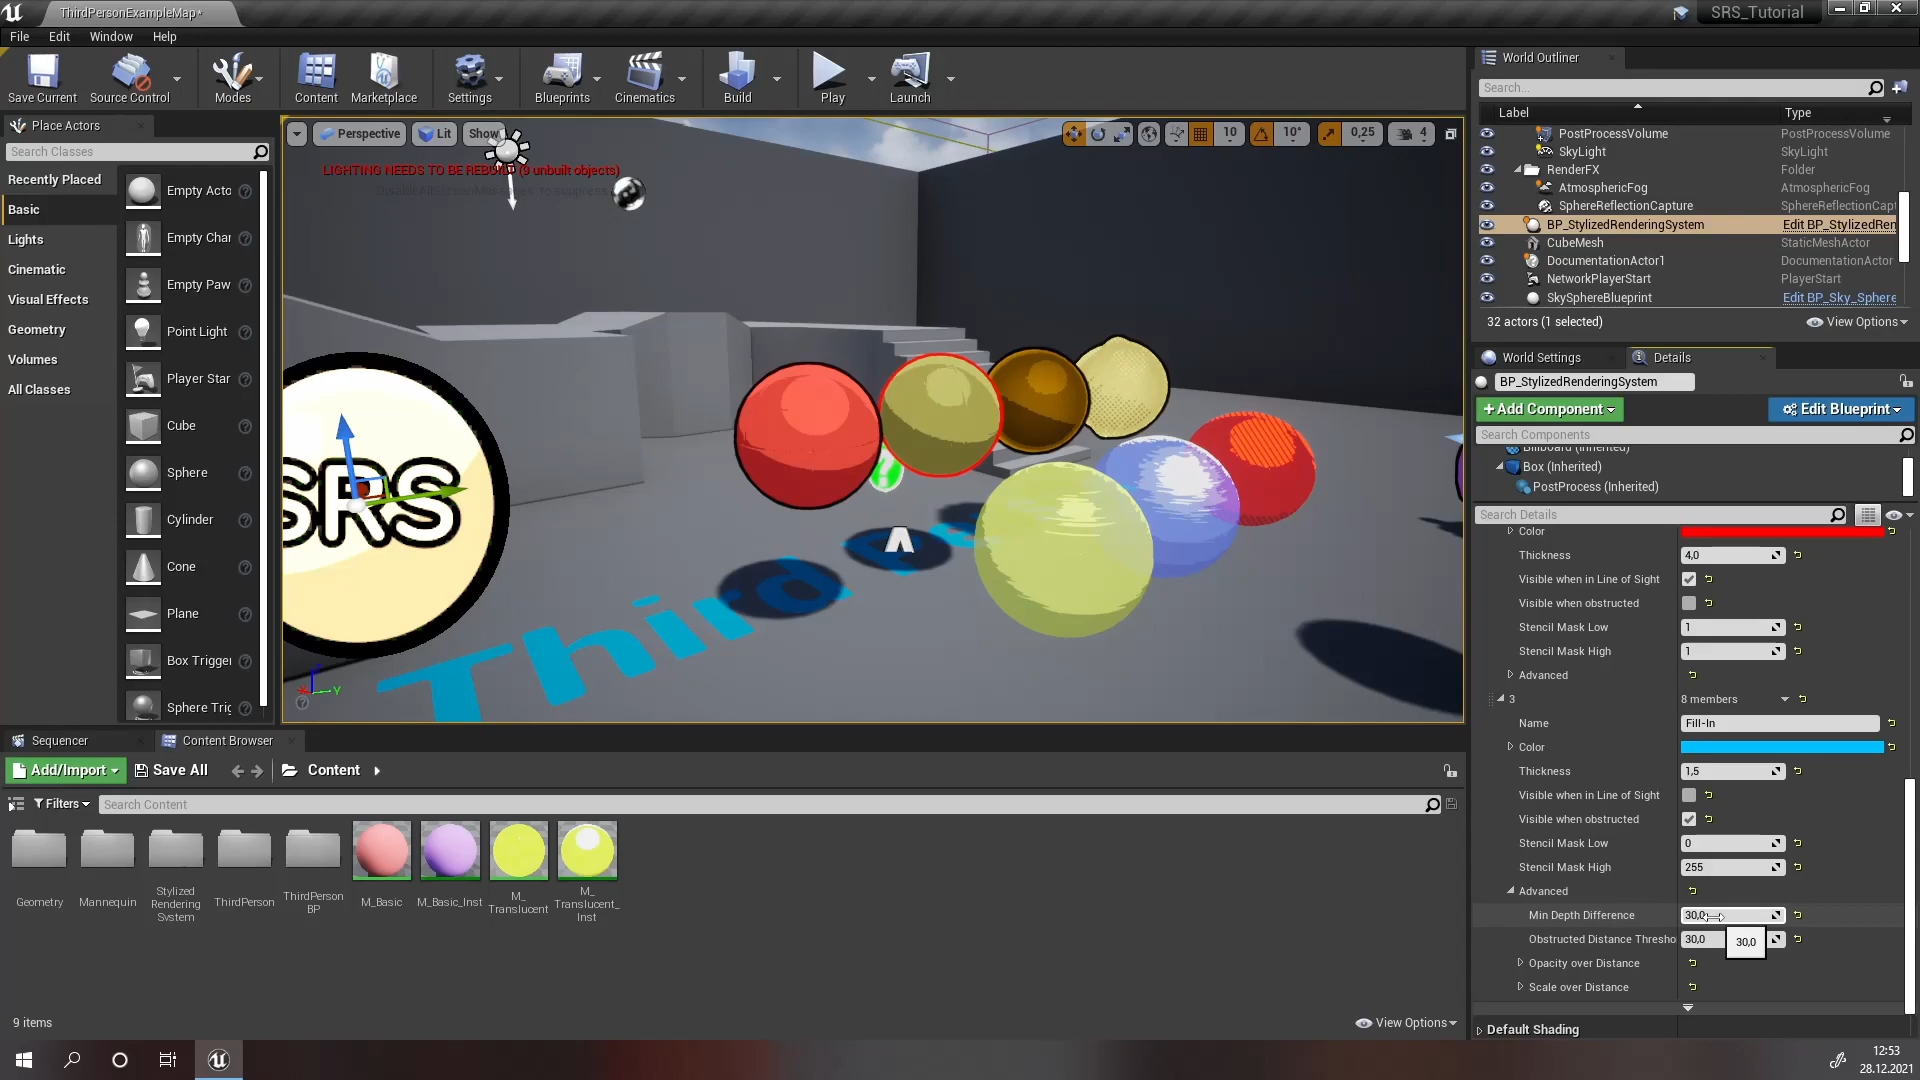 ThirdPersonExampleMap*
SRS_Tutorial
File Edit Window Help
Save Current
Source Control
Modes
Content
Marketplace
Settings
Blueprints
Cinematics
Build
Play
Launch
Place Actors
Search Classes
Recently Placed
Basic
Lights
Cinematic
Visual Effects
Geometry
Volumes
All Classes
Empty Acto
Empty Char
Empty Paw
Point Light
Player Star
Cube
Sphere
Cylinder
Cone
Plane
Box Trigger
Sphere Trig
Perspective
Lit
Show
10
10°
0,25
4
LIGHTING NEEDS TO BE REBUILT (9 unbuilt objects)
SRS
Third
World Outliner
Search...
Label Type
PostProcessVolume PostProcessVolume
SkyLight SkyLight
RenderFX Folder
AtmosphericFog AtmosphericFog
SphereReflectionCapture SphereReflectionCapt
BP_StylizedRenderingSystem Edit BP_StylizedRen
CubeMesh StaticMeshActor
DocumentationActor1 DocumentationActor
NetworkPlayerStart PlayerStart
SkySphereBlueprint Edit BP_Sky_Sphere
32 actors (1 selected)
View Options
World Settings
Details
BP_StylizedRenderingSystem
+Add Component
Edit Blueprint
Search Components
Billboard (Inherited)
Box (Inherited)
PostProcess (Inherited)
Search Details
Color
Thickness 4,0
Visible when in Line of Sight
Visible when obstructed
Stencil Mask Low 1
Stencil Mask High 1
Advanced
3 8 members
Name Fill-In
Color
Thickness 1,5
Visible when in Line of Sight
Visible when obstructed
Stencil Mask Low 0
Stencil Mask High 255
Advanced
Min Depth Difference 30,0
Obstructed Distance Thresho 30,0
30,0
Opacity over Distance
Scale over Distance
Default Shading
Sequencer
Content Browser
Add/Import
Save All
Content
Filters
Search Content
Geometry
Mannequin
Stylized
Rendering
System
ThirdPerson
ThirdPerson
BP
M_Basic
M_Basic_Inst
M_
Translucent
M_
Translucent_
Inst
9 items
View Options
12:53
28.12.2021